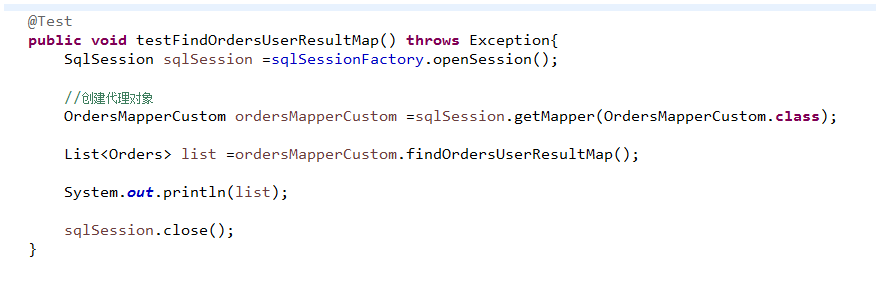 @Test
public void testFindOrdersUserResultMap() throws Exception{
SqlSession sqlSession =sqlSessionFactory.openSession();
//创建代理对象
OrdersMapperCustom ordersMapperCustom =sqlSession.getMapper(OrdersMapperCustom.class);
List<Orders> list =ordersMapperCustom.findOrdersUserResultMap();
System.out.println(list);
sqlSession.close();
}